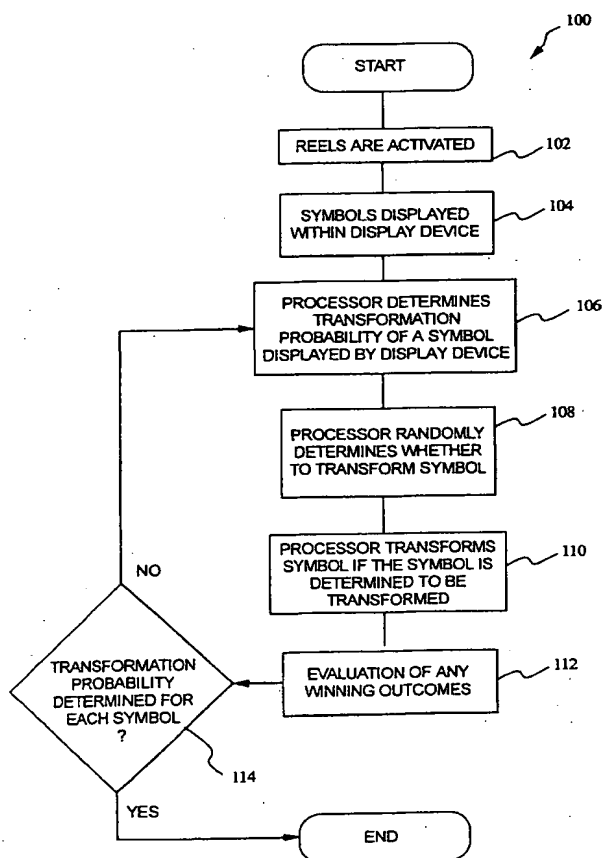 100
START
REELS ARE ACTIVATED
102
SYMBOLS DISPLAYED
WITHIN DISPLAY DEVICE
104
PROCESSOR DETERMINES
TRANSFORMATION
PROBABILITY OF A SYMBOL
DISPLAYED BY DISPLAY DEVICE
106
PROCESSOR RANDOMLY
DETERMINES WHETHER
TO TRANSFORM SYMBOL
108
PROCESSOR TRANSFORMS
SYMBOL IF THE SYMBOL IS
DETERMINED TO BE
TRANSFORMED
110
EVALUATION OF ANY
WINNING OUTCOMES
112
NO
TRANSFORMATION
PROBABILITY
DETERMINED FOR
EACH SYMBOL
?
114
YES
END